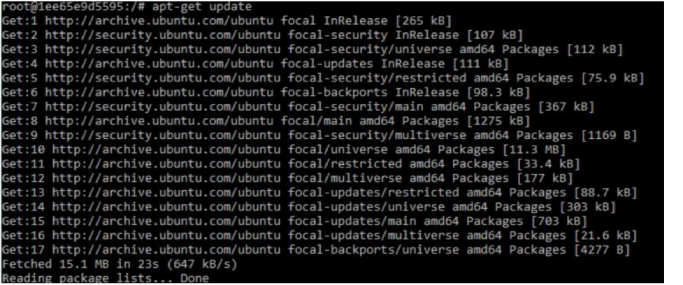 root@1ee65e9d5595:/# apt-get update
Get:1 http://archive.ubuntu.com/ubuntu focal InRelease [265 kB]
Get:2 http://security.ubuntu.com/ubuntu focal-security InRelease [107 kB]
Get:3 http://security.ubuntu.com/ubuntu focal-security/universe amd64 Packages [112 kB]
Get:4 http://archive.ubuntu.com/ubuntu focal-updates InRelease [111 kB]
Get:5 http://security.ubuntu.com/ubuntu focal-security/restricted amd64 Packages [75.9 kB]
Get:6 http://archive.ubuntu.com/ubuntu focal-backports InRelease [98.3 kB]
Get:7 http://security.ubuntu.com/ubuntu focal-security/main amd64 Packages [367 kB]
Get:8 http://archive.ubuntu.com/ubuntu focal/main amd64 Packages [1275 kB]
Get:9 http://security.ubuntu.com/ubuntu focal-security/multiverse amd64 Packages [1169 B]
Get:10 http://archive.ubuntu.com/ubuntu focal/universe amd64 Packages [11.3 MB]
Get:11 http://archive.ubuntu.com/ubuntu focal/restricted amd64 Packages [33.4 kB]
Get:12 http://archive.ubuntu.com/ubuntu focal/multiverse amd64 Packages [177 kB]
Get:13 http://archive.ubuntu.com/ubuntu focal-updates/restricted amd64 Packages [88.7 kB]
Get:14 http://archive.ubuntu.com/ubuntu focal-updates/universe amd64 Packages [303 kB]
Get:15 http://archive.ubuntu.com/ubuntu focal-updates/main amd64 Packages [703 kB]
Get:16 http://archive.ubuntu.com/ubuntu focal-updates/multiverse amd64 Packages [21.6 kB]
Get:17 http://archive.ubuntu.com/ubuntu focal-backports/universe amd64 Packages [4277 B]
Fetched 15.1 MB in 23s (647 kB/s)
Reading package lists... Done